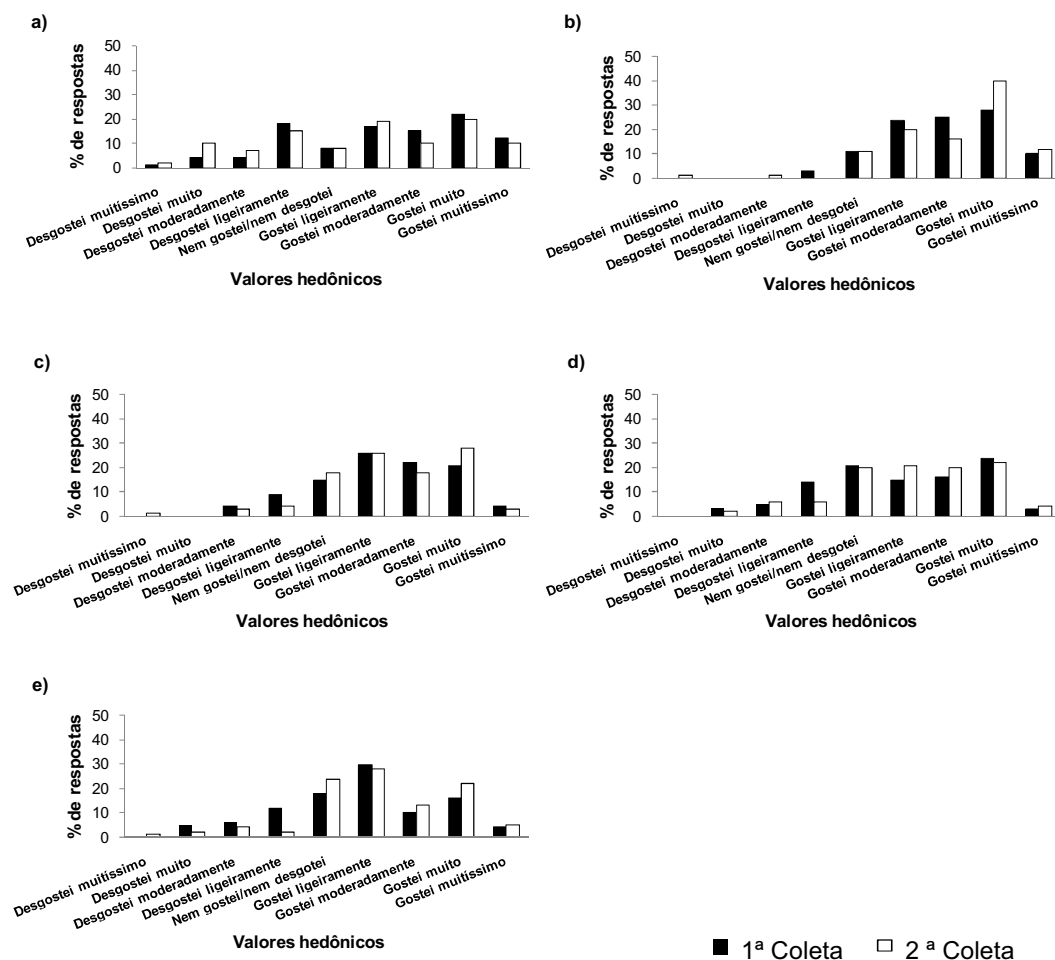 a)
% de respostas
50
40
30
20
10
0
Desgostei muitíssimo
Desgostei muito
Desgostei moderadamente
Desgostei ligeiramente
Nem gostei/nem desgotei
Gostei ligeiramente
Gostei moderadamente
Gostei muito
Gostei muitíssimo
Valores hedônicos
b)
% de respostas
50
40
30
20
10
0
Desgostei muitíssimo
Desgostei muito
Desgostei moderadamente
Desgostei ligeiramente
Nem gostei/nem desgotei
Gostei ligeiramente
Gostei moderadamente
Gostei muito
Gostei muitíssimo
Valores hedônicos
c)
% de respostas
50
40
30
20
10
0
Desgostei muitíssimo
Desgostei muito
Desgostei moderadamente
Desgostei ligeiramente
Nem gostei/nem desgotei
Gostei ligeiramente
Gostei moderadamente
Gostei muito
Gostei muitíssimo
Valores hedônicos
d)
% de respostas
50
40
30
20
10
0
Desgostei muitíssimo
Desgostei muito
Desgostei moderadamente
Desgostei ligeiramente
Nem gostei/nem desgotei
Gostei ligeiramente
Gostei moderadamente
Gostei muito
Gostei muitíssimo
Valores hedônicos
e)
% de respostas
50
40
30
20
10
0
Desgostei muitíssimo
Desgostei muito
Desgostei moderadamente
Desgostei ligeiramente
Nem gostei/nem desgotei
Gostei ligeiramente
Gostei moderadamente
Gostei muito
Gostei muitíssimo
Valores hedônicos
1ª Coleta 2 ª Coleta